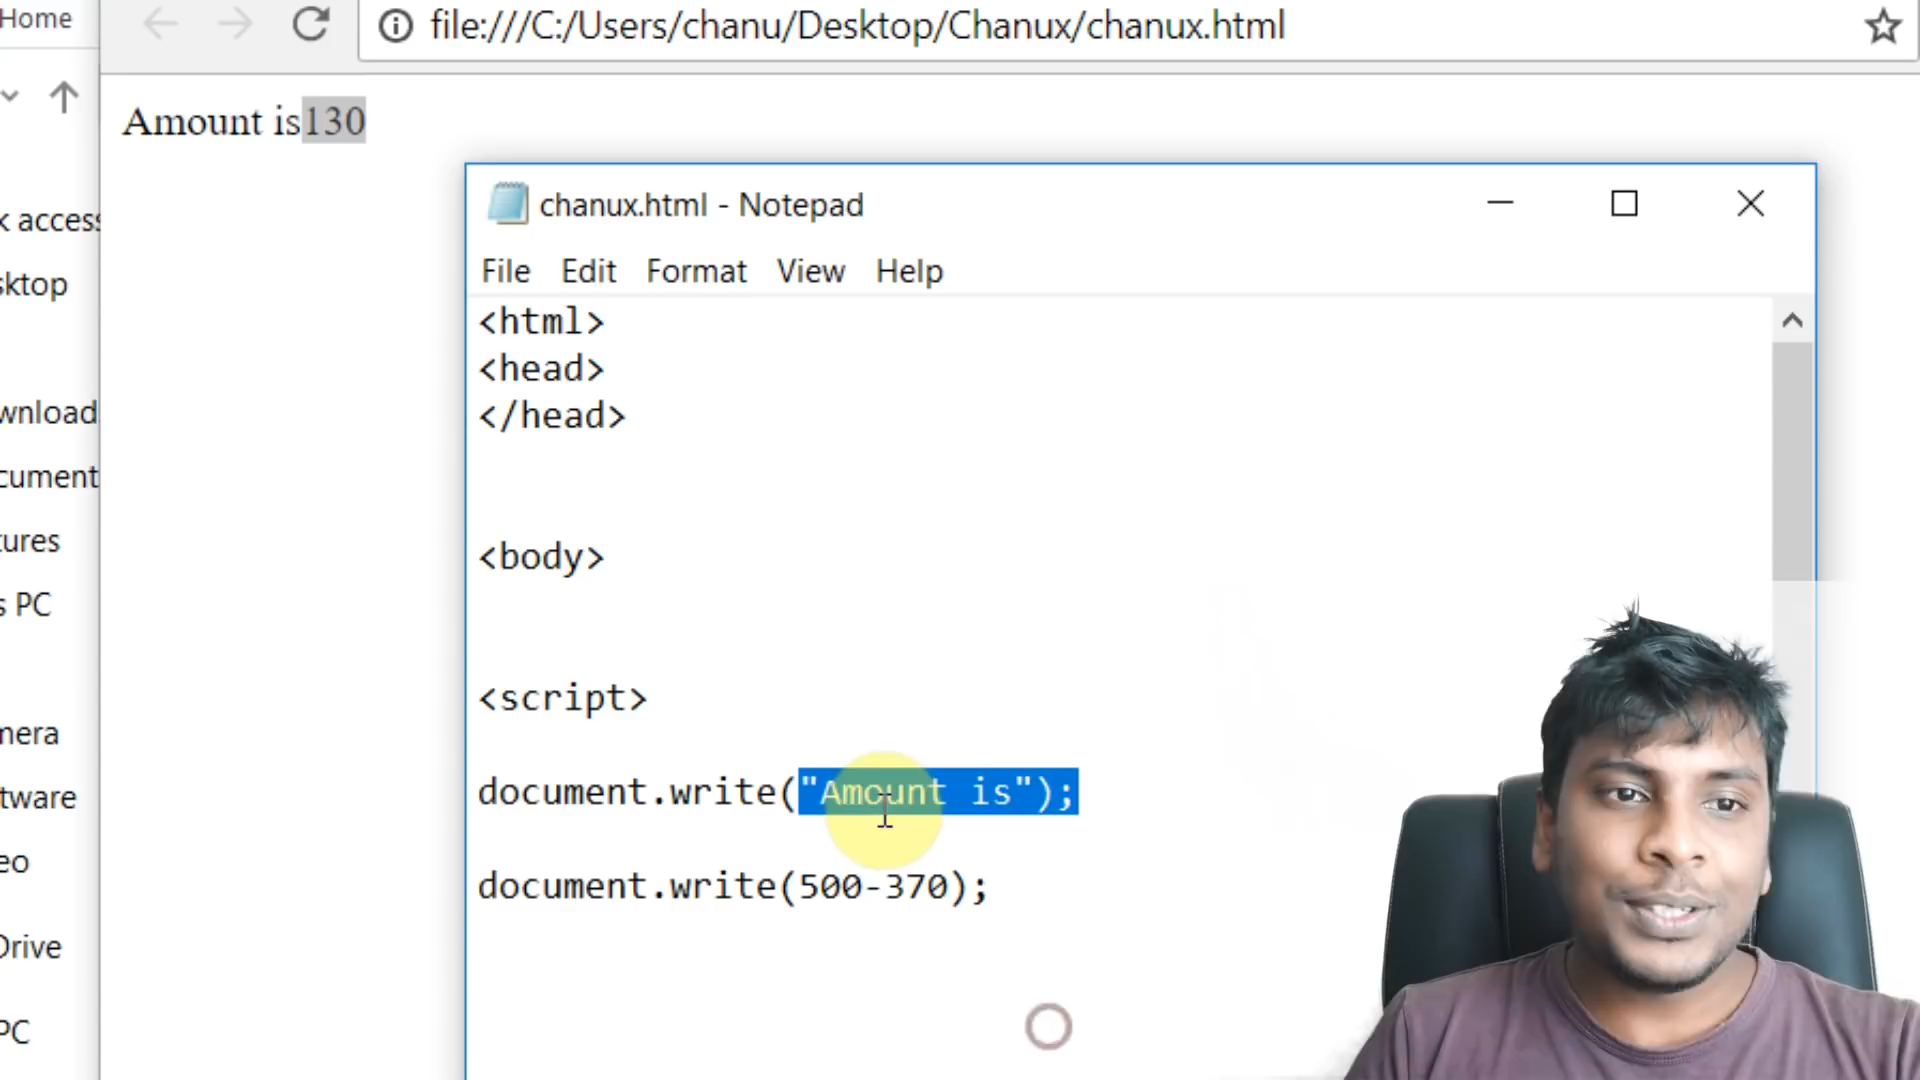 Home
file:///C:/Users/chanu/Desktop/Chanux/chanux.html
Amount is130
k access
sktop
wnload
cument
tures
s PC
nera
tware
eo
Drive
PC
chanux.html - Notepad
File Edit Format View Help
<html>
<head>
</head>
<body>
<script>
document.write("Amount is");
document.write(500-370);